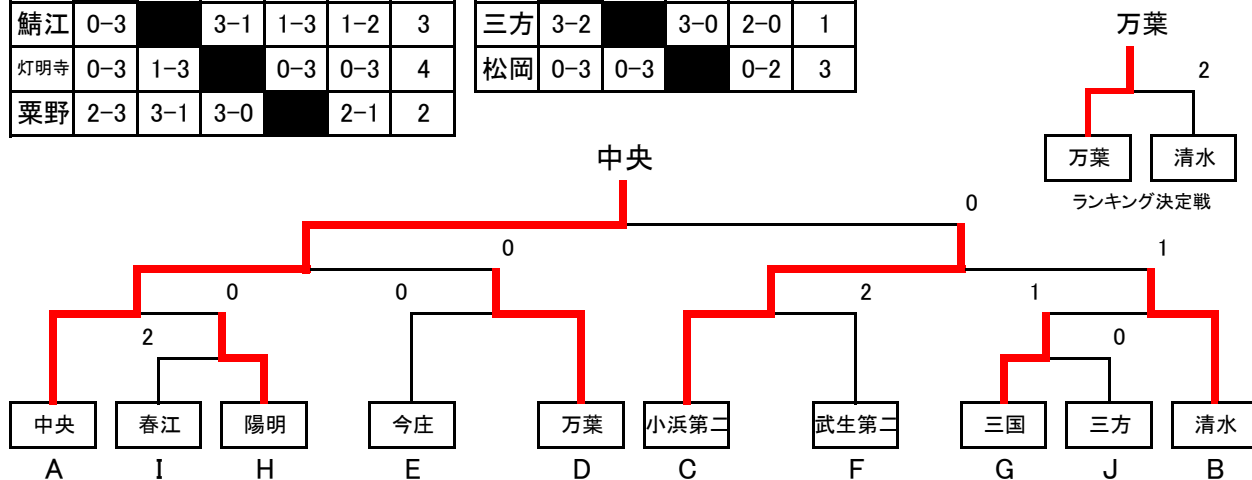 鯖江 0-3 3-1 1-3 1-2 3
灯明寺 0-3 1-3 0-3 0-3 4
粟野 2-3 3-1 3-0 2-1 2
三方 3-2 3-0 2-0 1
松岡 0-3 0-3 0-2 3
万葉
2
万葉 清水
ランキング決定戦
中央
0
0 1
0 0 2 1
2 0
中央 春江 陽明 今庄 万葉 小浜第二 武生第二 三国 三方 清水
A I H E D C F G J B